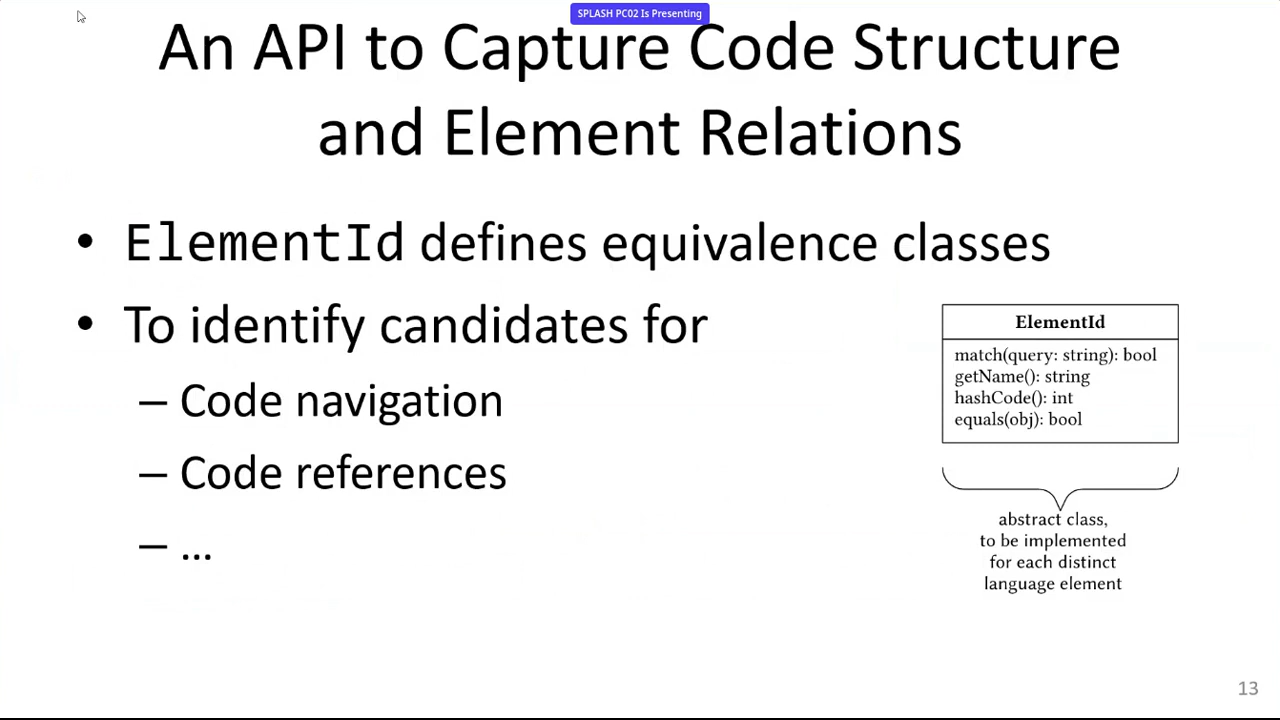 SPLASH PC02 Is Presenting
An API to Capture Code Structure
and Element Relations
• ElementId defines equivalence classes
• To identify candidates for
– Code navigation
– Code references
– ...
ElementId
match(query: string): bool
getName(): string
hashCode(): int
equals(obj): bool
abstract class,
to be implemented
for each distinct
language element
13